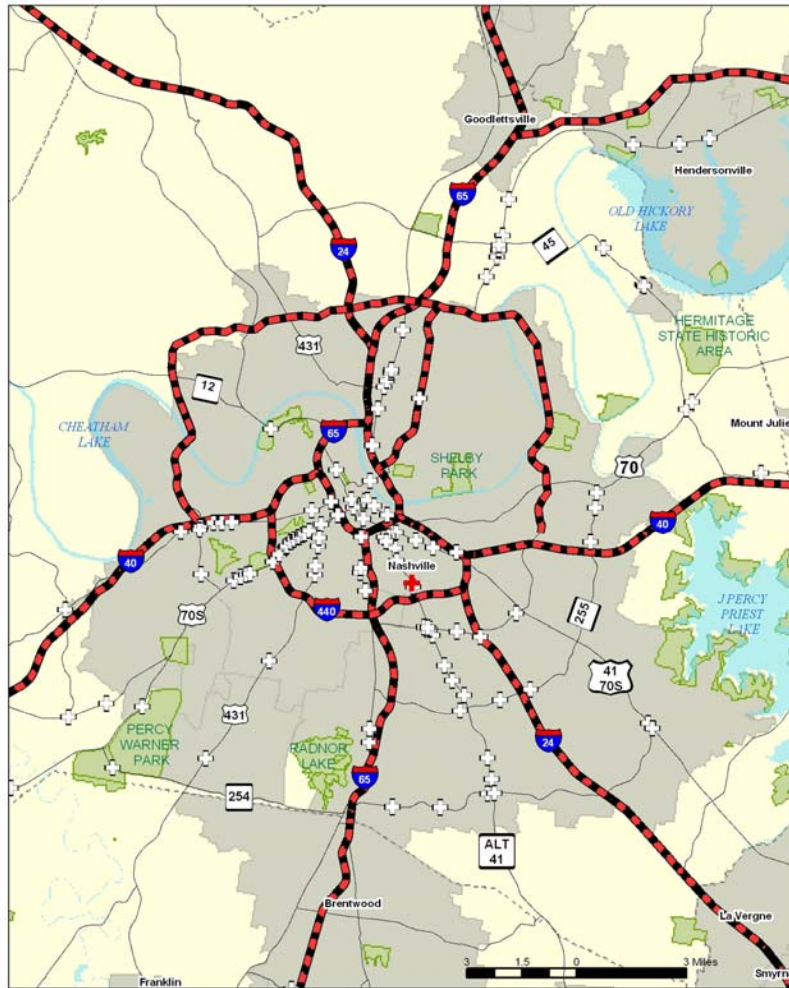 Goodlettsville
Hendersonville
65
OLD HICKORY
LAKE
45
24
HERMITAGE
STATE HISTORIC
AREA
431
12
CHEATHAM
LAKE
65
SHELBY
PARK
Mount Julie
70
40
40
Nashville
J PERCY
PRIEST
LAKE
440
70S
255
41
70S
431
PERCY
WARNER
PARK
RADNOR
LAKE
24
65
254
ALT
41
Brentwood
La Vergne
3 1.5 0 3 Miles
Franklin
Smyrn